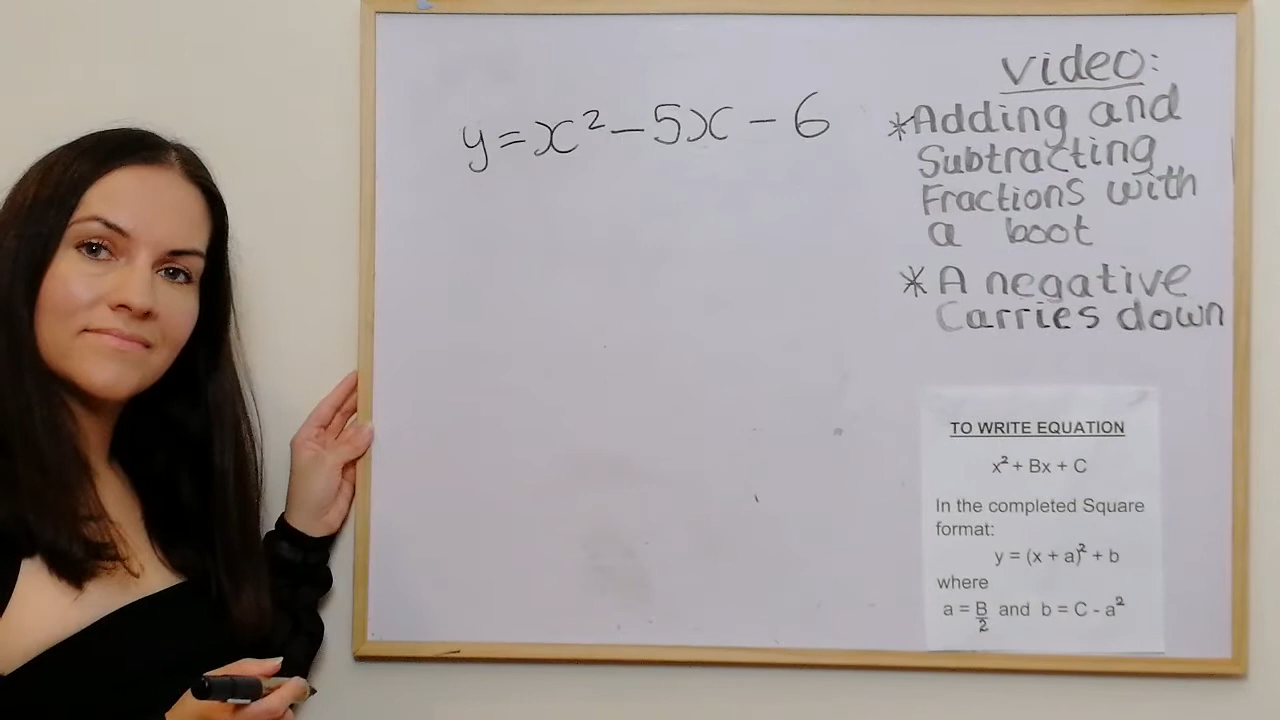 y = x² - 5x - 6
Video:
*Adding and
Subtracting
Fractions with
a boot
* A negative
Carries down
TO WRITE EQUATION
x² + Bx + C
In the completed Square
format:
y = (x + a)² + b
where
a = B/2 and b = C - a²